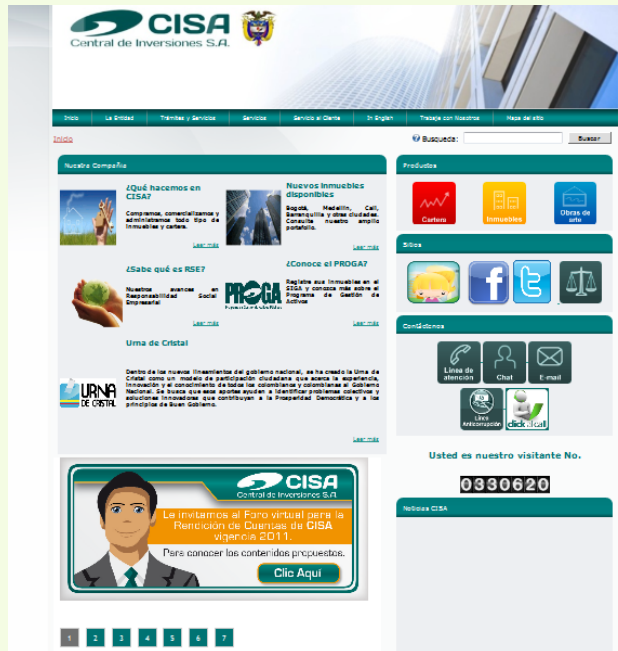 CISA
Central de Inversiones S.A.
Inicio La Entidad Trámites y Servicios Servicios Servicio al Cliente In English Trabaje con Nosotros Mapa del sitio
Inicio
Busqueda: Buscar
Nuestra Compañía
¿Qué hacemos en
CISA?
Compramos, comercializamos y
administramos todo tipo de
inmuebles y cartera.
Leer más
Nuevos Inmuebles
disponibles
Bogotá, Medellín, Cali,
Barranquilla y otras ciudades.
Consulte nuestro amplio
portafolio.
Leer más
¿Sabe qué es RSE?
Nuestros avances en
Responsabilidad Social
Empresarial
Leer más
PROGA
¿Conoce el PROGA?
Registre sus inmuebles en el
SIGA y conozca más sobre el
Programa de Gestión de
Activos
Leer más
Urna de Cristal
URNA
DE CRISTAL
Dentro de los nuevos lineamientos del gobierno nacional, se ha creado la Urna de
Cristal como un modelo de participación ciudadana que acerca la experiencia,
innovación y el conocimiento de todos los colombianos y colombianas al Gobierno
Nacional. Se busca que esos aportes ayuden a identificar problemas colectivos y
soluciones innovadoras que contribuyan a la Prosperidad Democrática y a los
principios de Buen Gobierno.
Leer más
CISA
Central de Inversiones S.A.
Le invitamos al Foro virtual para la
Rendición de Cuentas de CISA
vigencia 2011.
Para conocer los contenidos propuestos.
Clic Aquí
1 2 3 4 5 6 7
Productos
Cartera
Inmuebles
Obras de
arte
Sitios
Contáctenos
Línea de
atención
Chat
E-mail
Línea
Anticorrupción
click2call
Usted es nuestro visitante No.
0330620
Noticias CISA